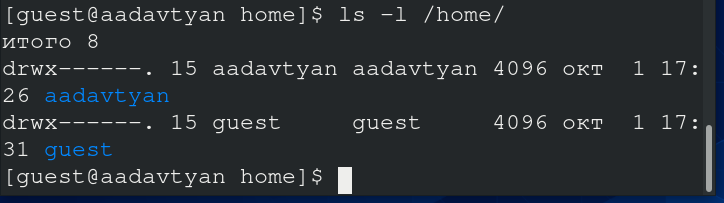 [guest@aadavtyan home]$ ls -l /home/
итого 8
drwx------. 15 aadavtyan aadavtyan 4096 окт  1 17:
26 aadavtyan
drwx------. 15 guest     guest     4096 окт  1 17:
31 guest
[guest@aadavtyan home]$